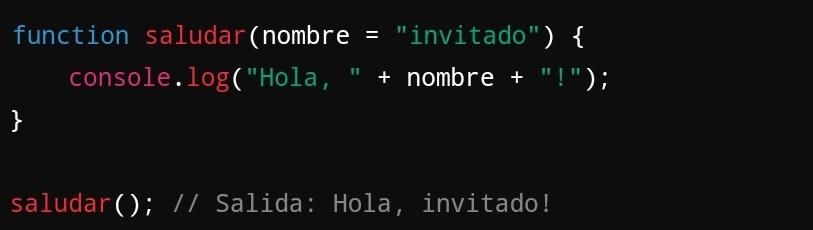 function saludar(nombre = "invitado") {
    console.log("Hola, " + nombre + "!");
}
saludar(); // Salida: Hola, invitado!